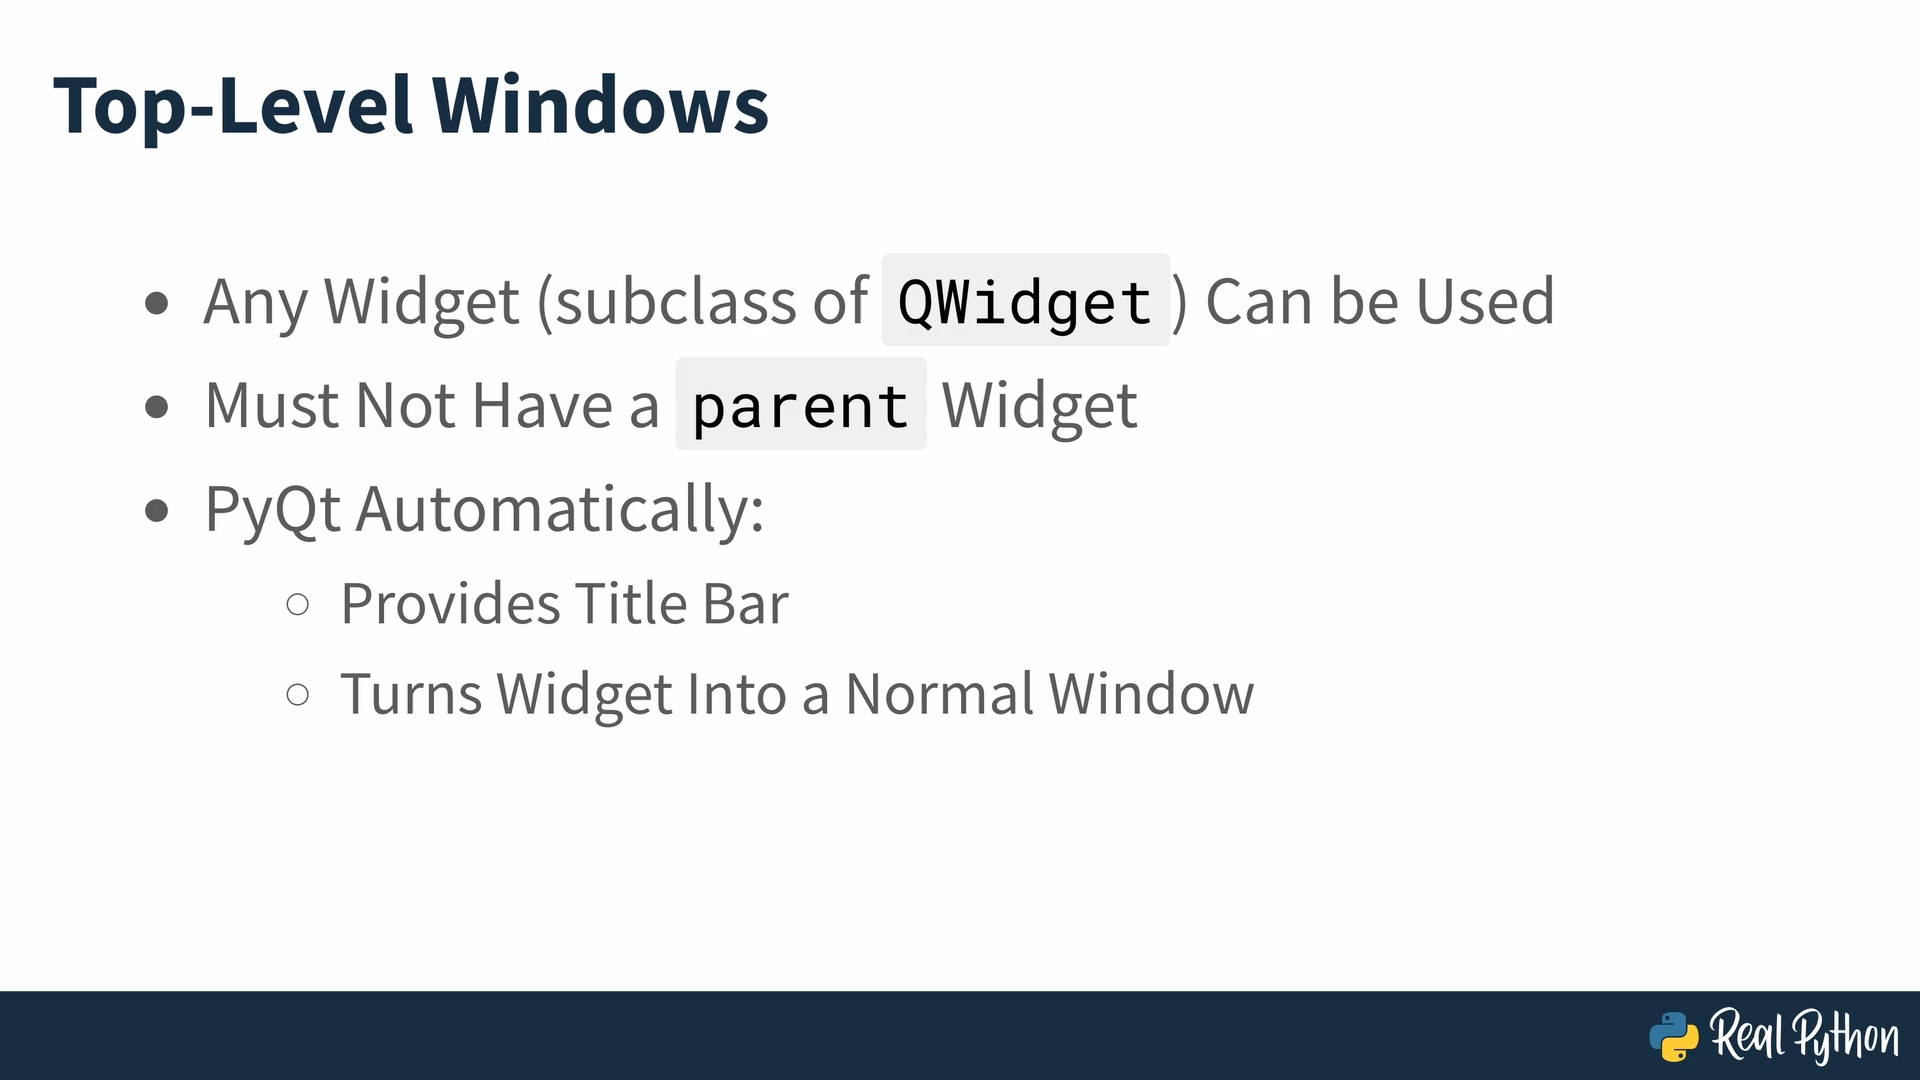 Top-Level Windows
Any Widget (subclass of QWidget) Can be Used
Must Not Have a parent Widget
PyQt Automatically:
Provides Title Bar
Turns Widget Into a Normal Window
Real Python